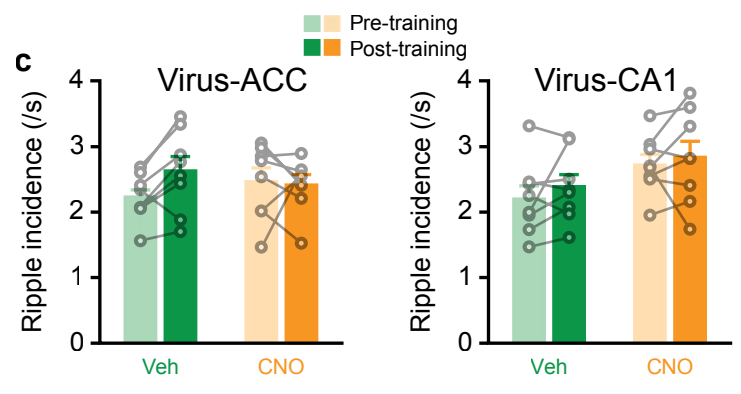 Pre-training
Post-training
c
Virus-ACC
Ripple incidence (/s)
4
3
2
1
0
Veh
CNO
Virus-CA1
Ripple incidence (/s)
4
3
2
1
0
Veh
CNO